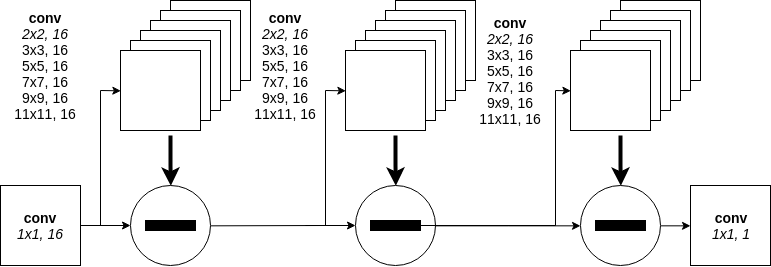 conv
2x2, 16
3x3, 16
5x5, 16
7x7, 16
9x9, 16
11x11, 16
conv
2x2, 16
3x3, 16
5x5, 16
7x7, 16
9x9, 16
11x11, 16
conv
2x2, 16
3x3, 16
5x5, 16
7x7, 16
9x9, 16
11x11, 16
conv
1x1, 16
conv
1x1, 1